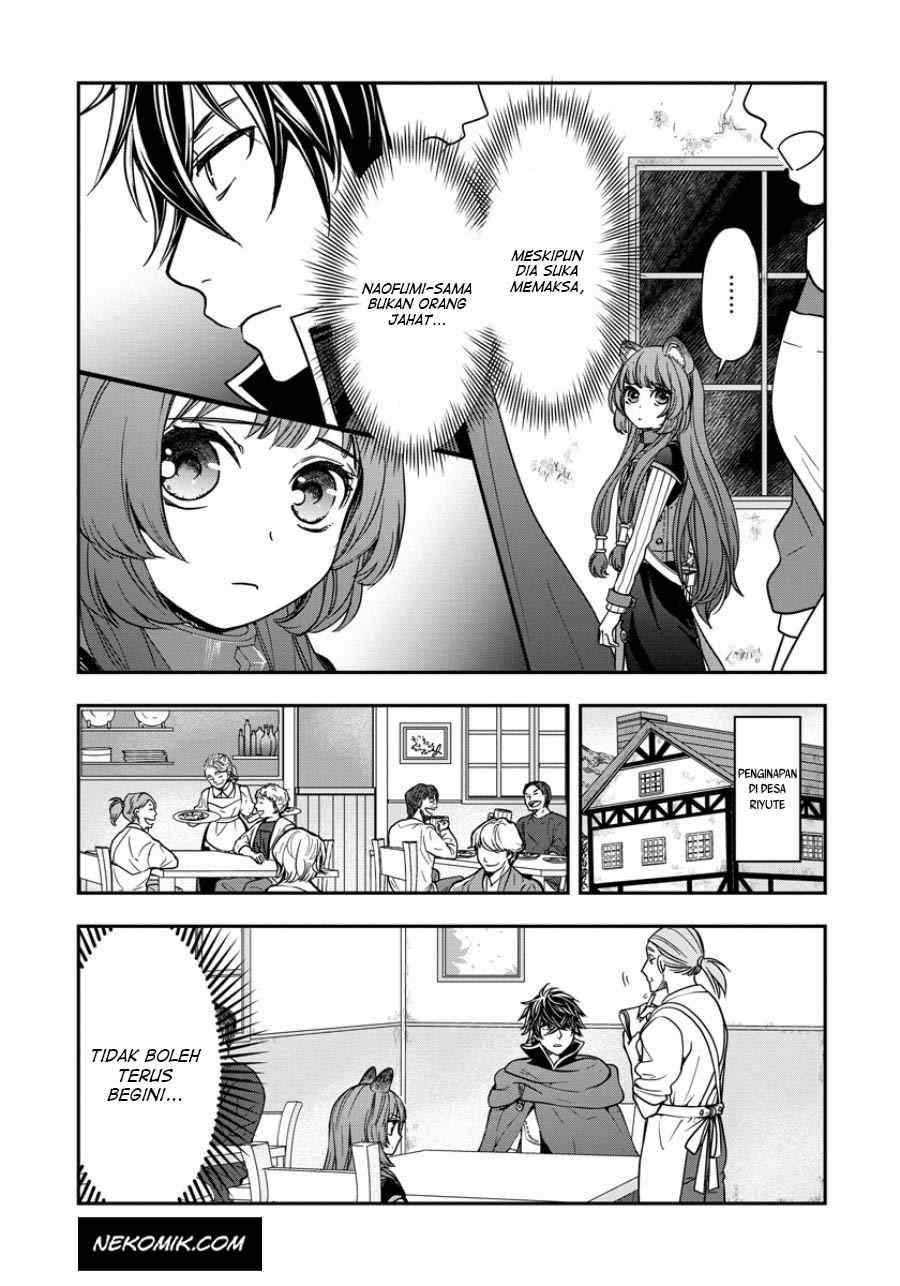 ......
MESKIPUN
DIA SUKA
MEMAKSA,
NAOFUMI-SAMA
BUKAN ORANG
JAHAT...
PENGINAPAN
DI DESA
RIYUTE
TIDAK BOLEH
TERUS
BEGINI...
NEKOMIK.COM